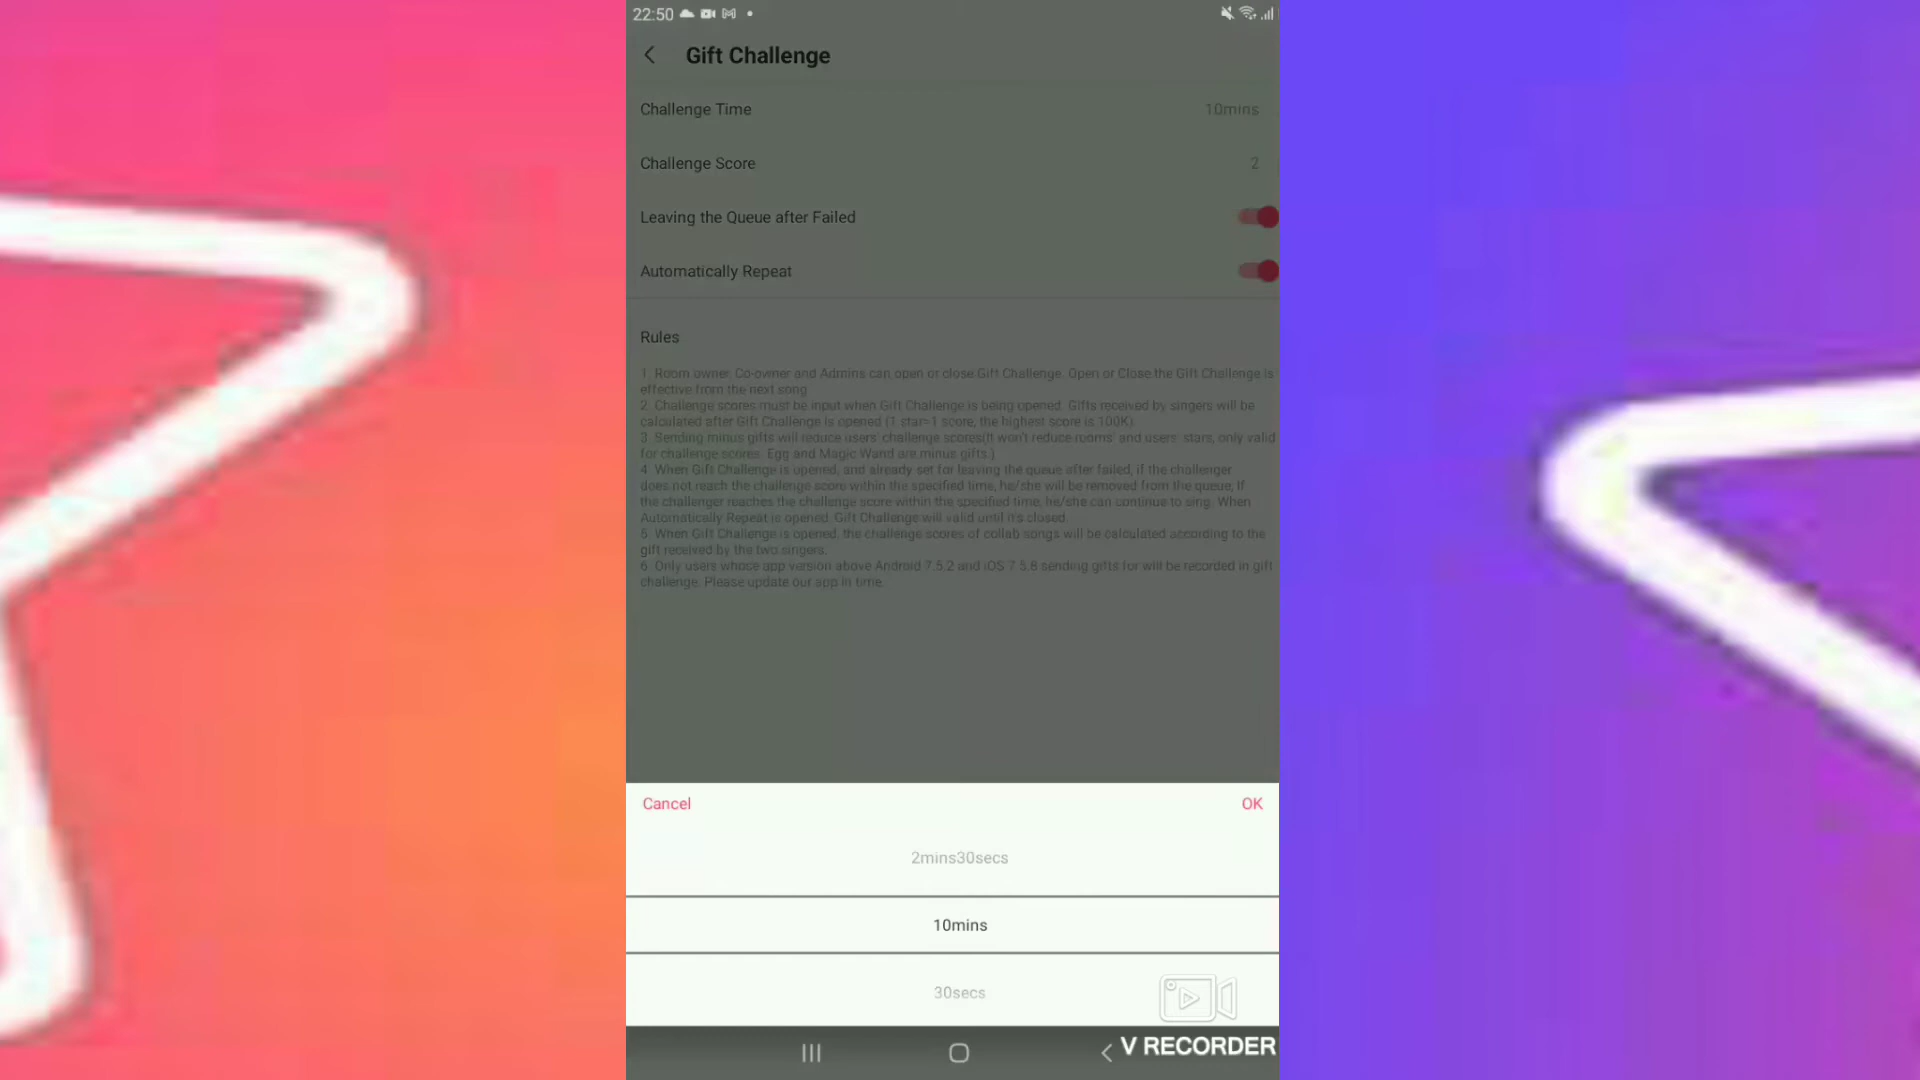 22:50
Gift Challenge
Challenge Time 10mins
Challenge Score 2
Leaving the Queue after Failed
Automatically Repeat
Rules
1. Room owner, Co-owner and Admins can open or close Gift Challenge. Open or Close the Gift Challenge is
effective from the next song.
2. Challenge scores must be input when Gift Challenge is being opened. Gifts received by singers will be
calculated after Gift Challenge is opened (1 star=1 score, the highest score is 100K).
3. Sending minus gifts will reduce users' challenge scores(It won't reduce rooms' and users' stars, only valid
for challenge scores. Egg and Magic Wand are minus gifts.)
4. When Gift Challenge is opened, and already set for leaving the queue after failed, if the challenger
does not reach the challenge score within the specified time, he/she will be removed from the queue; If
the challenger reaches the challenge score within the specified time, he/she can continue to sing. When
Automatically Repeat is opened, Gift Challenge will valid until it's closed.
5. When Gift Challenge is opened, the challenge scores of collab songs will be calculated according to the
gift received by the two singers.
6. Only users whose app version above Android 7.5.2 and iOS 7.5.8 sending gifts for will be recorded in gift
challenge. Please update our app in time.
Cancel OK
2mins30secs
10mins
30secs
V RECORDER